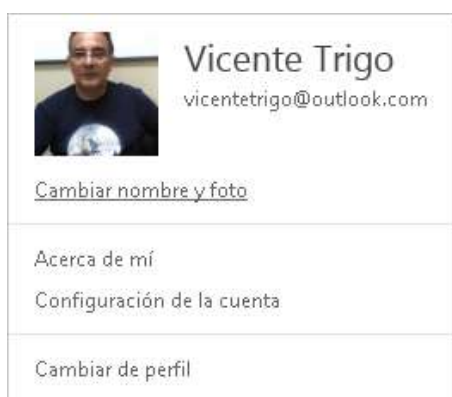 Vicente Trigo
vicentetrigo@outlook.com
Cambiar nombre y foto
Acerca de mí
Configuración de la cuenta
Cambiar de perfil